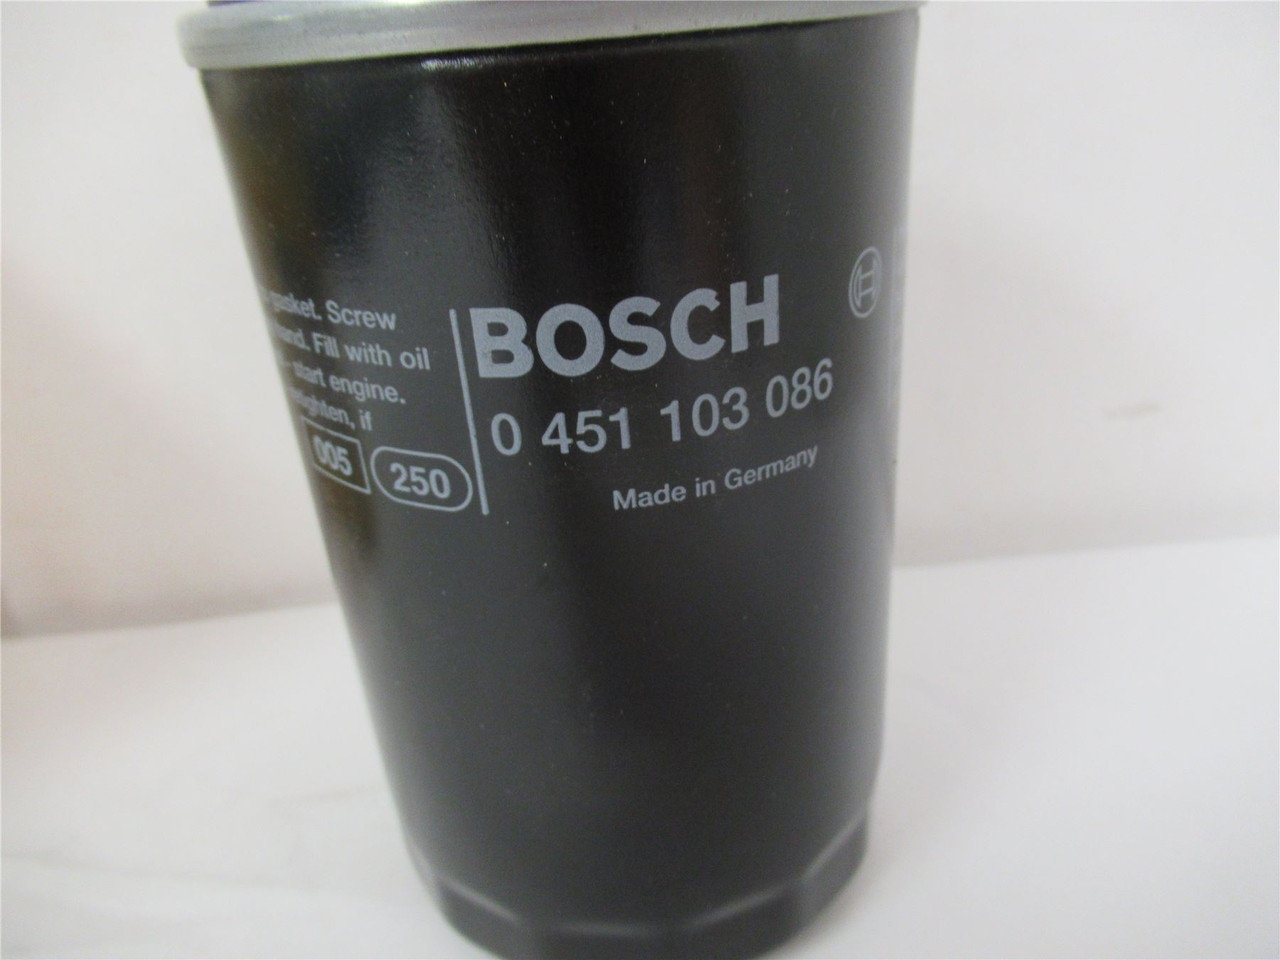 gasket. Screw
hand. Fill with oil
- start engine.
retighten, if
005 250
BOSCH
0 451 103 086
Made in Germany